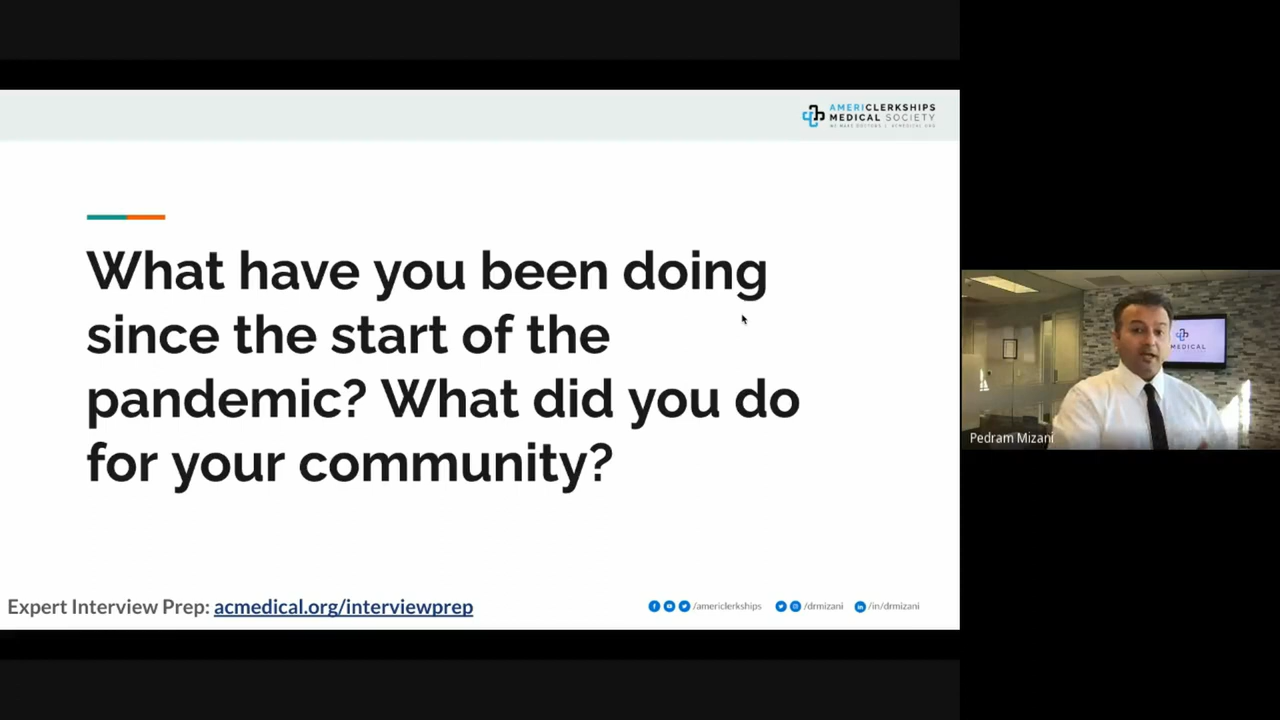 AMERICLERKSHIPS
MEDICAL SOCIETY
What have you been doing
since the start of the
pandemic? What did you do
for your community?
MEDICAL
Pedram Mizani
Expert Interview Prep: acmedical.org/interviewprep
/americlerkships /drmizani /in/drmizani